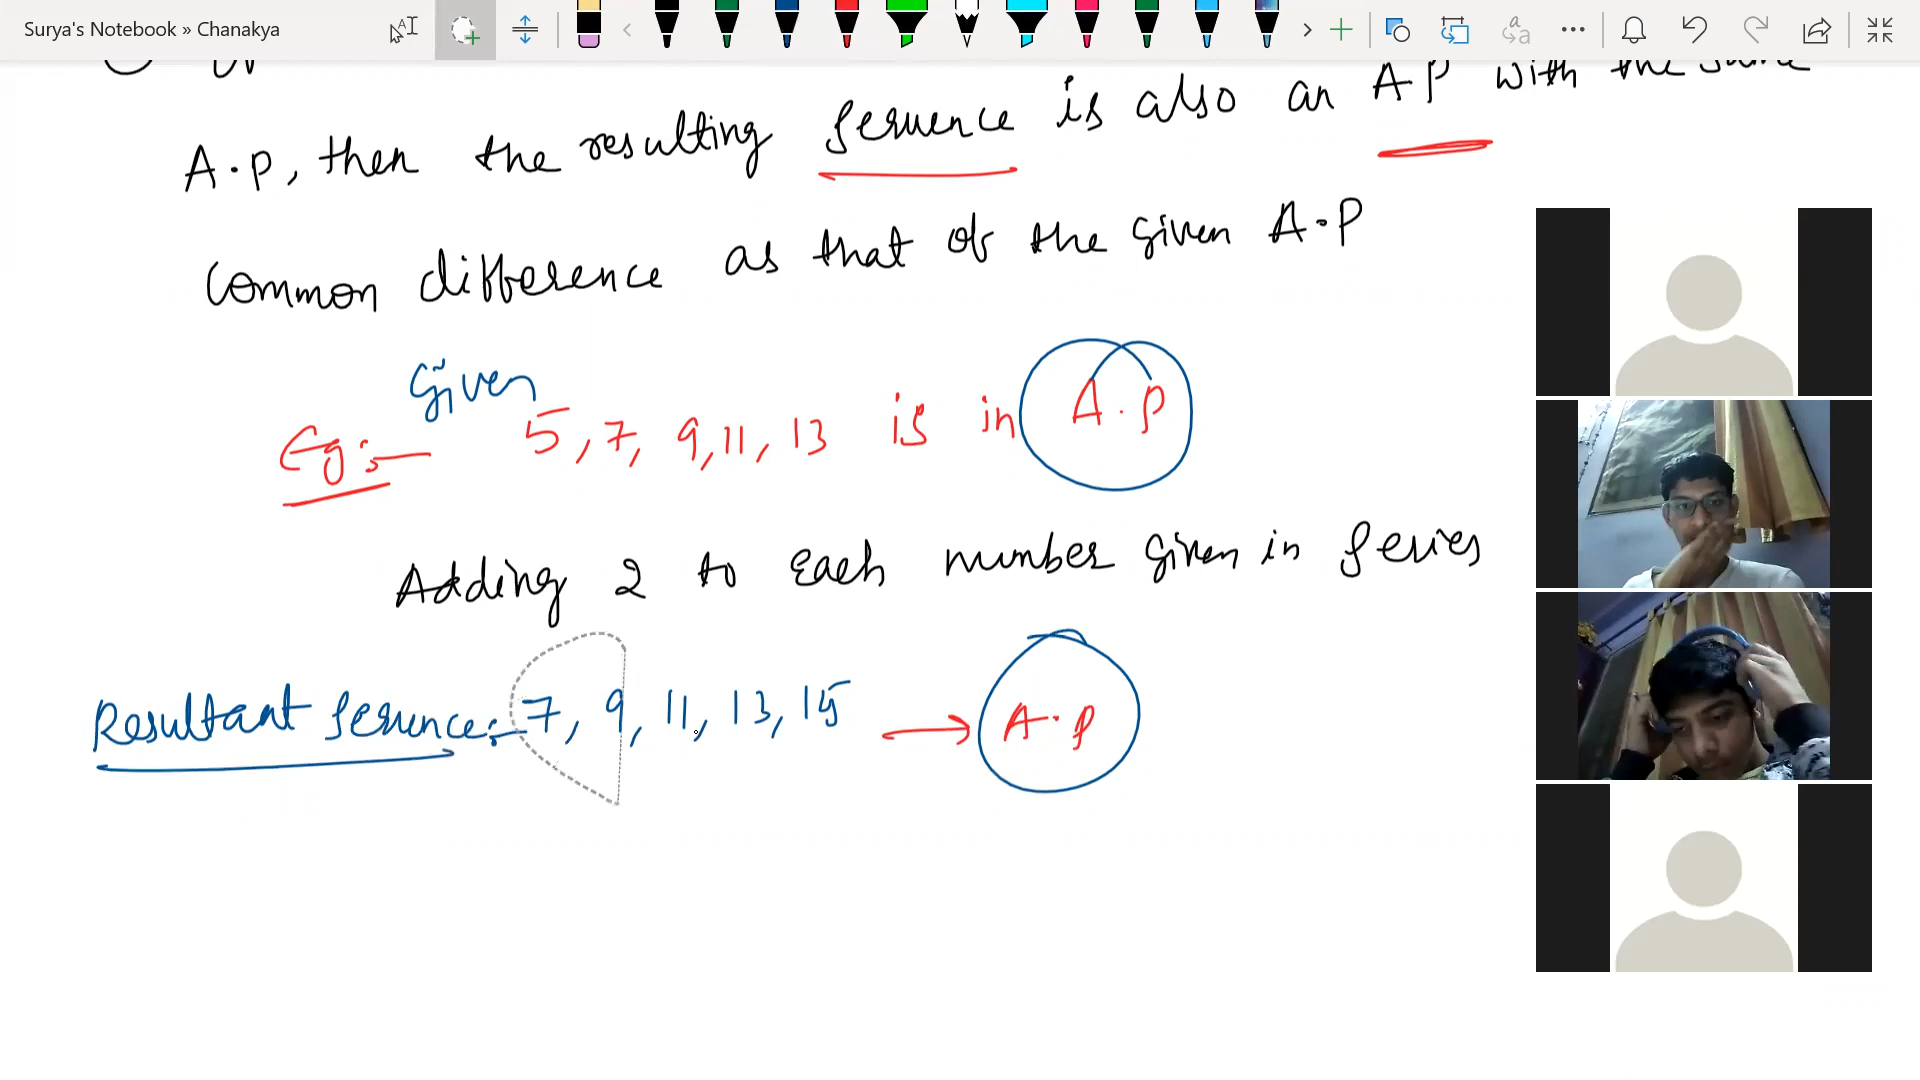 Surya's Notebook » Chanakya
A.P, then the resulting sequence is also an AP with the same
common difference as that of the given A.P
Given
Eg:- 5, 7, 9, 11, 13 is in A.P
Adding 2 to each number given in series
Resultant sequence:- 7, 9, 11, 13, 15 → A.P